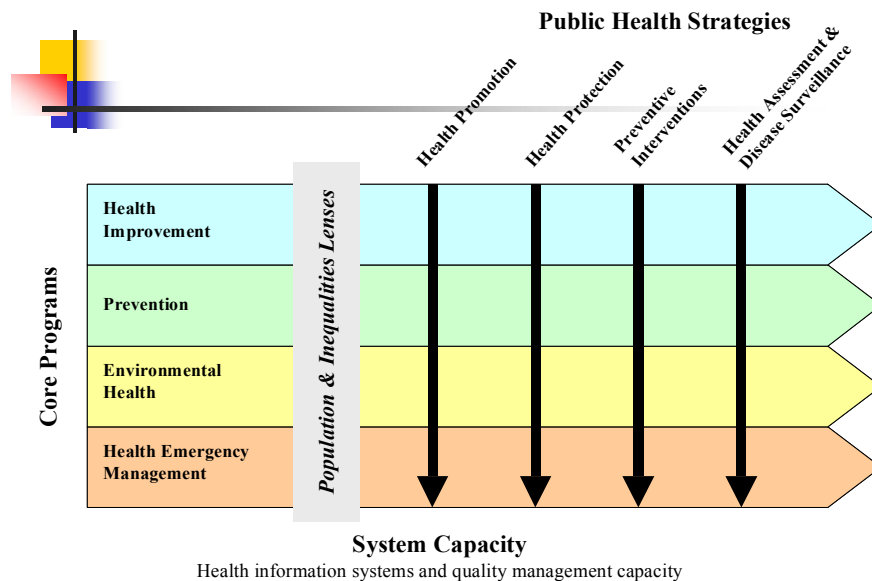 Public Health Strategies
Health Promotion
Health Protection
Preventive
Interventions
Health Assessment &
Disease Surveillance
Core Programs
Population & Inequalities Lenses
Health
Improvement
Prevention
Environmental
Health
Health Emergency
Management
System Capacity
Health information systems and quality management capacity